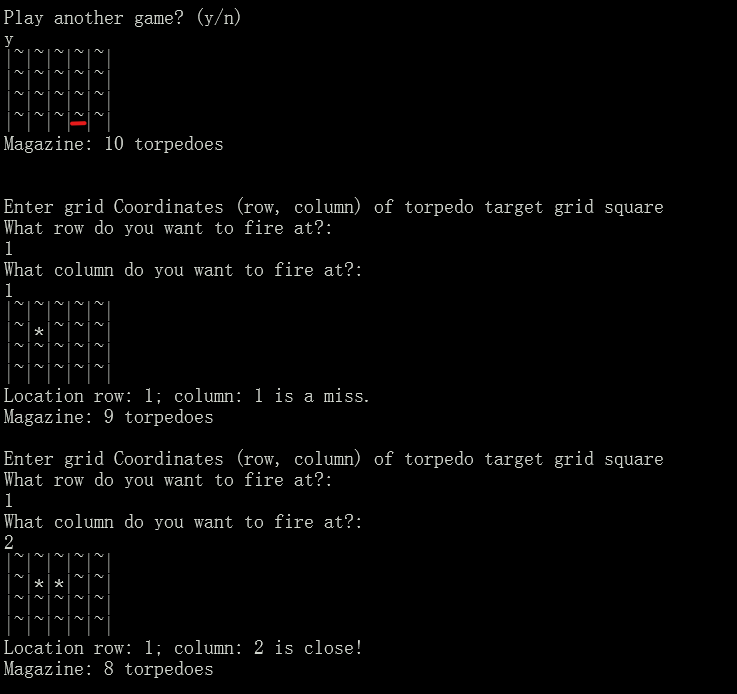 Play another game? (y/n)
y
|~|~|~|~|~|
|~|~|~|~|~|
|~|~|~|~|~|
|~|~|~|~|~|
Magazine: 10 torpedoes
Enter grid Coordinates (row, column) of torpedo target grid square
What row do you want to fire at?:
1
What column do you want to fire at?:
1
|~|~|~|~|~|
|~|*|~|~|~|
|~|~|~|~|~|
|~|~|~|~|~|
Location row: 1; column: 1 is a miss.
Magazine: 9 torpedoes
Enter grid Coordinates (row, column) of torpedo target grid square
What row do you want to fire at?:
1
What column do you want to fire at?:
2
|~|~|~|~|~|
|~|*|*|~|~|
|~|~|~|~|~|
|~|~|~|~|~|
Location row: 1; column: 2 is close!
Magazine: 8 torpedoes